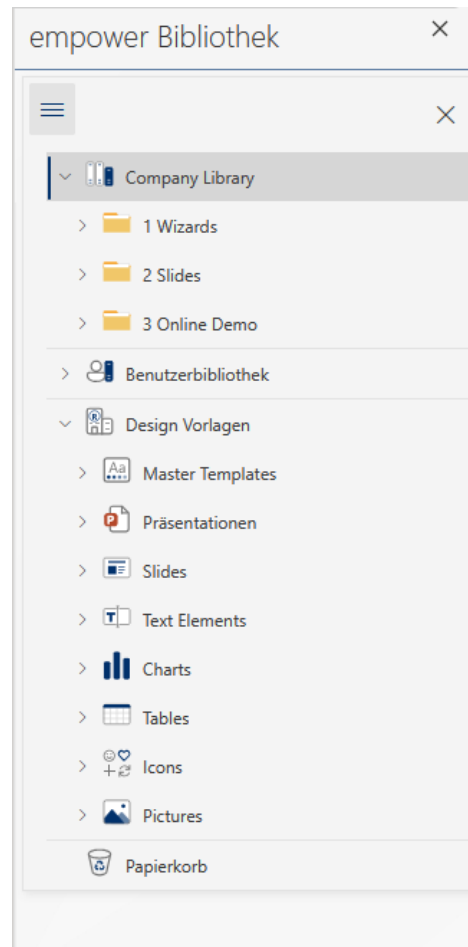 empower Bibliothek
Company Library
1 Wizards
2 Slides
3 Online Demo
Benutzerbibliothek
Design Vorlagen
Master Templates
Präsentationen
Slides
Text Elements
Charts
Tables
Icons
Pictures
Papierkorb